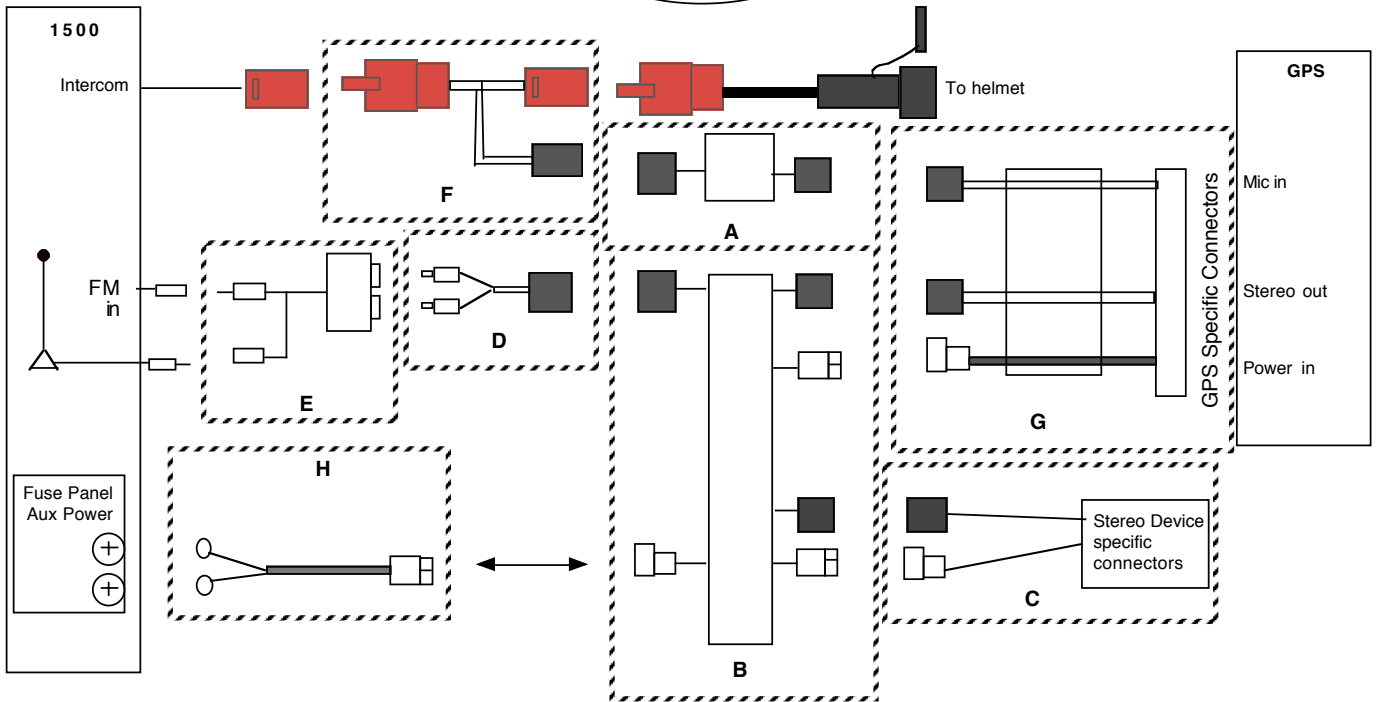 1500
Intercom
To helmet
GPS
F
A
Mic in
GPS Specific Connectors
FM
in
Stereo out
D
Power in
E
G
H
Fuse Panel
Aux Power
Stereo Device
specific
connectors
C
B